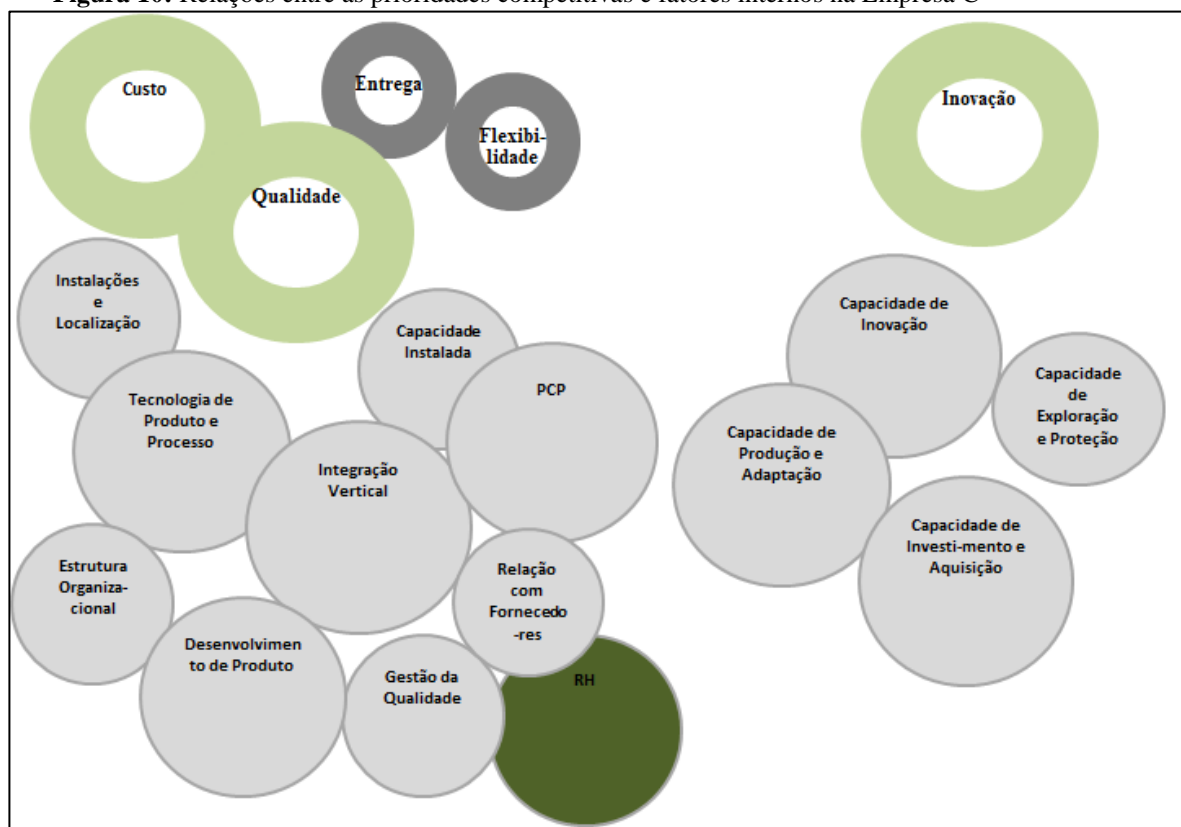 Figura 10: Relações entre as prioridades competitivas e fatores internos na Empresa C
Custo
Entrega
Flexibi-
lidade
Qualidade
Inovação
Instalações
e
Localização
Capacidade
Instalada
PCP
Tecnologia de
Produto e
Processo
Integração
Vertical
Estrutura
Organiza-
cional
Relação
com
Fornecedo
-res
Desenvolvimen
to de Produto
Gestão da
Qualidade
RH
Capacidade de
Inovação
Capacidade
de
Exploração
e Proteção
Capacidade de
Produção e
Adaptação
Capacidade de
Investi-mento e
Aquisição